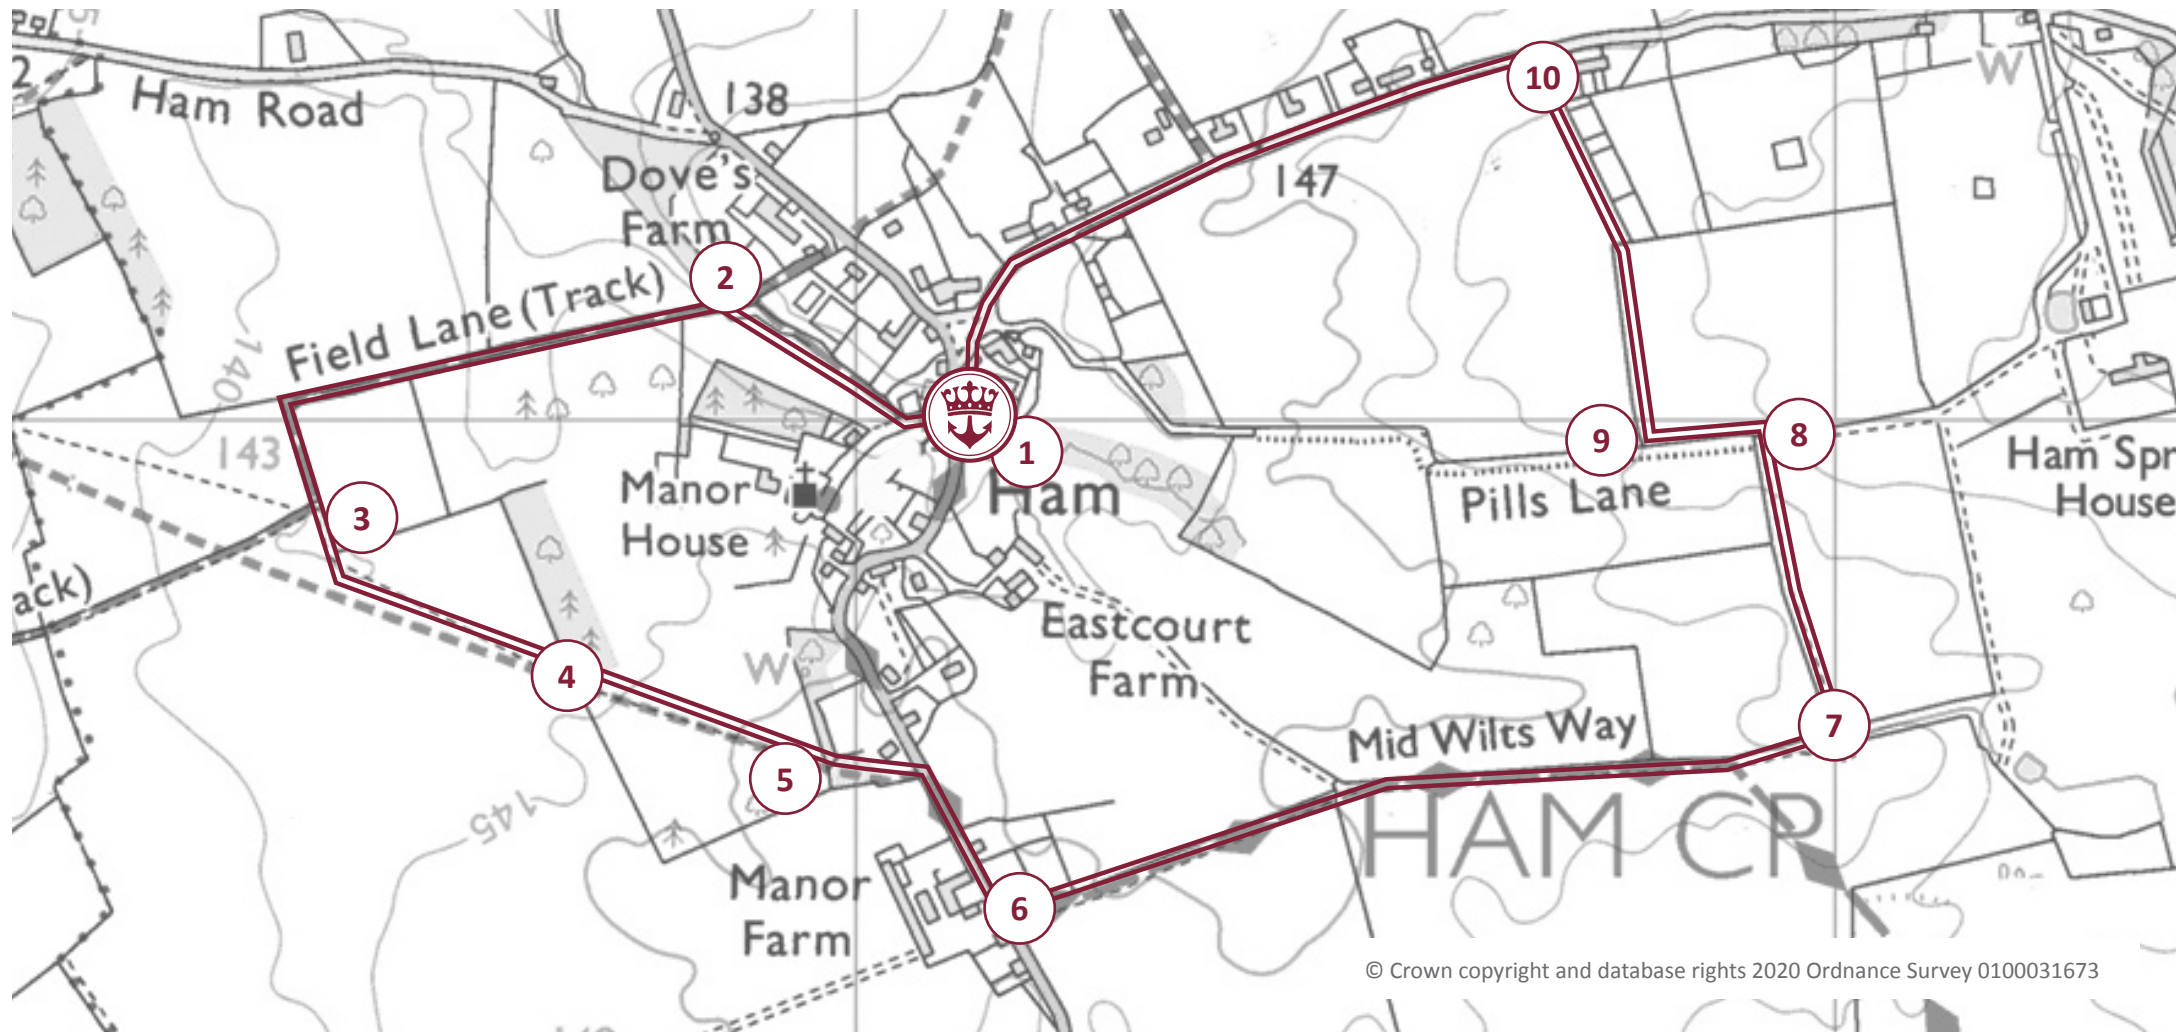 2
Ham Road
138
10
W
Dove's
Farm
147
2
Field Lane (Track)
140
143
1
9
8
Ham Spr
House
3
Manor
House
Ham
Pills Lane
ack)
Eastcourt
Farm
4
W
5
Mid Wilts Way
7
145
HAM CP
Manor
Farm
6
© Crown copyright and database rights 2020 Ordnance Survey 0100031673